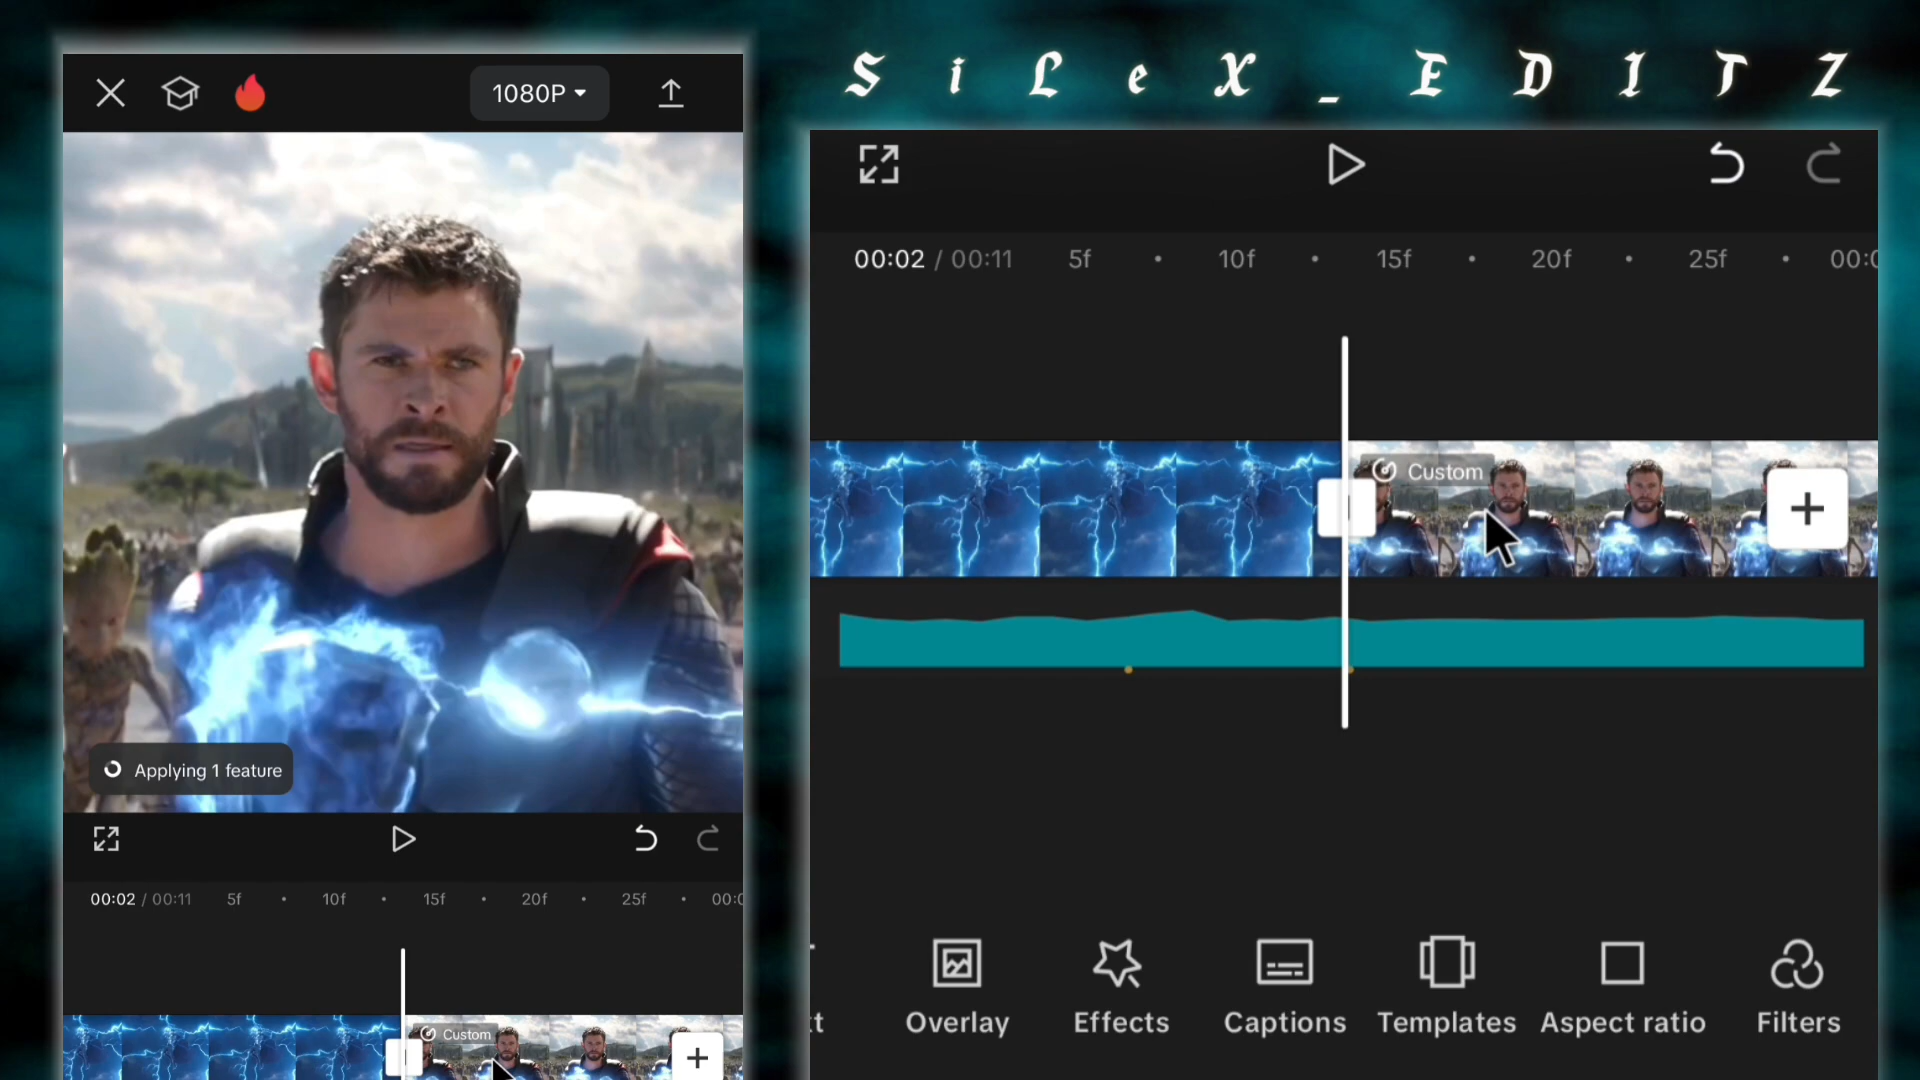 SiLeX_EDITZ
1080P
Applying 1 feature
00:02 / 00:11 5f 10f 15f 20f 25f
Custom
00:02 / 00:11 5f 10f 15f 20f 25f
Custom
Overlay Effects Captions Templates Aspect ratio Filters